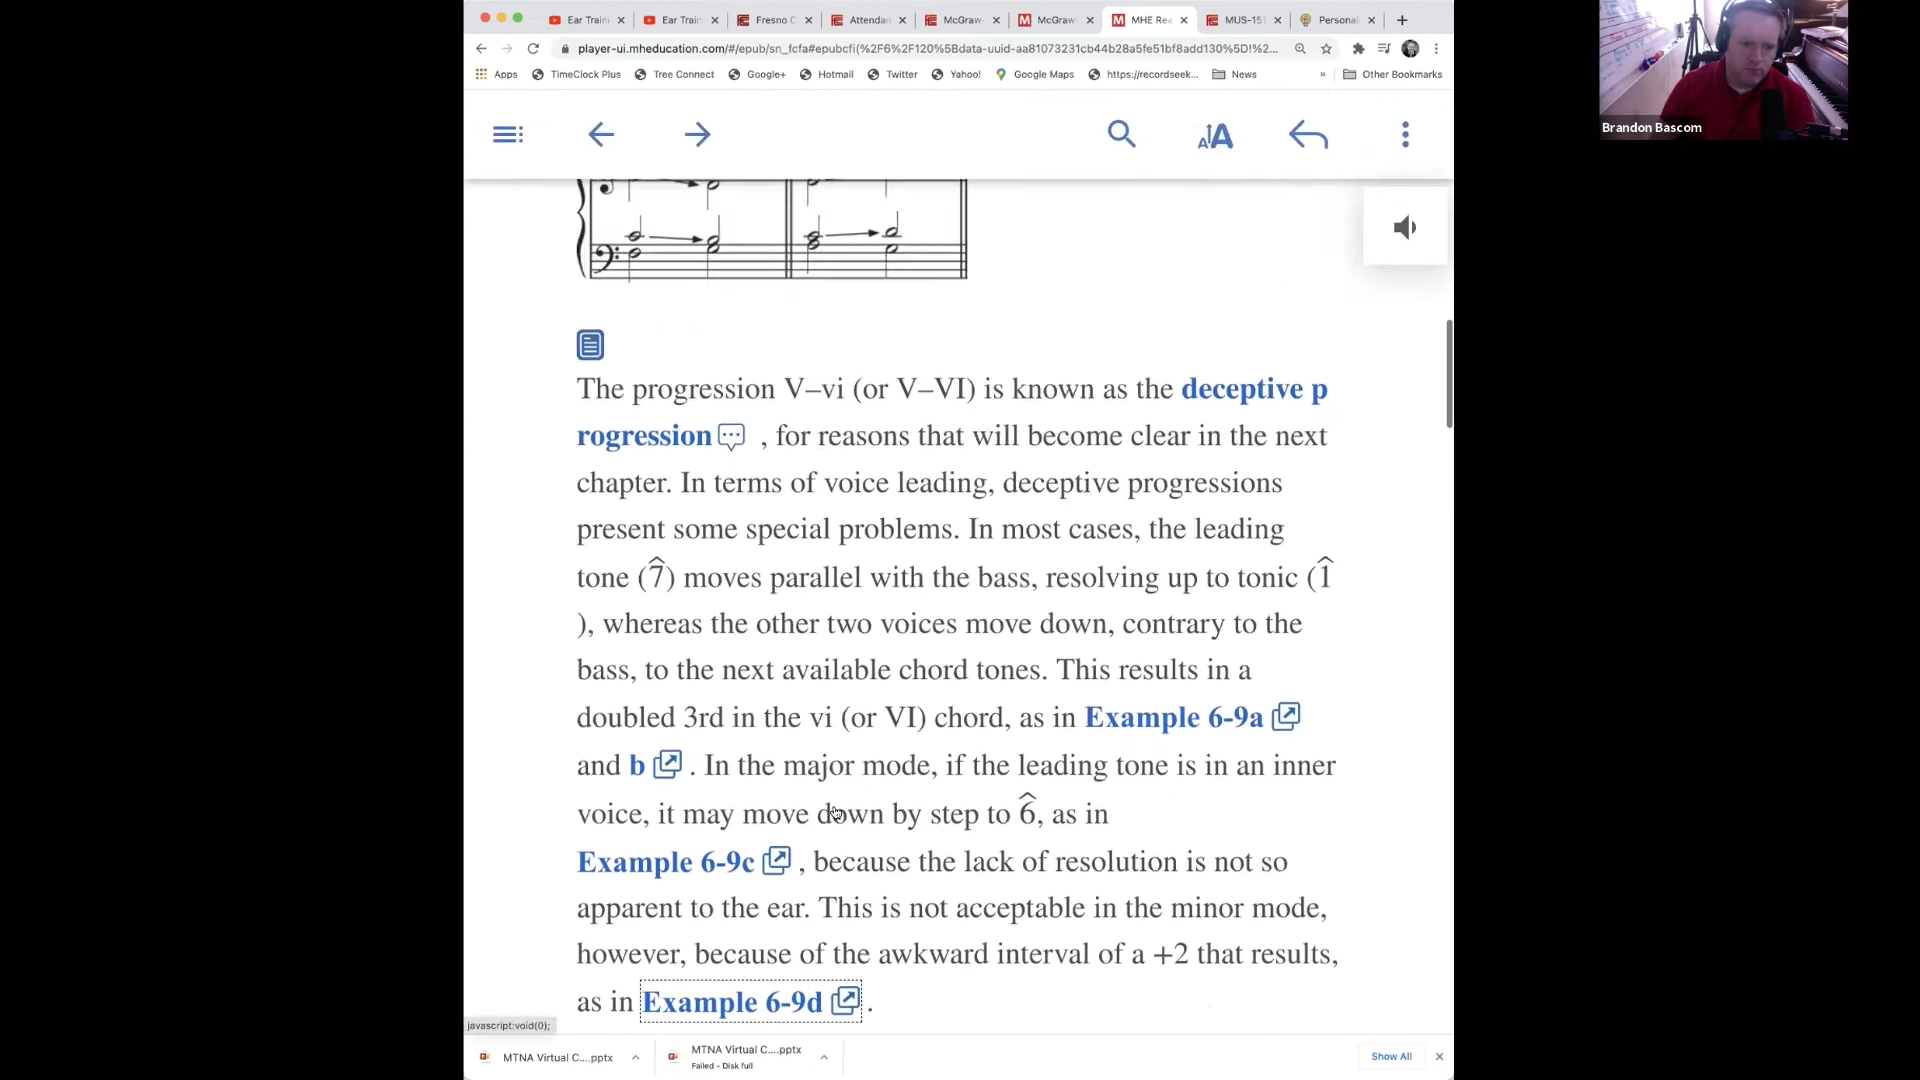 Ear Traini
Ear Train
Fresno C
Attendan
McGraw-
McGraw-
MHE Rea
MUS-15
Personal
player-ui.mheducation.com/#/epub/sn_fcfa#epubcfi(%2F6%2F120%5Bdata-uuid-aa81073231cb44b28a5fe51bf8add130%5D!%2...
Apps TimeClock Plus Tree Connect Google+ Hotmail Twitter Yahoo! Google Maps https://recordseek... News » Other Bookmarks
Brandon Bascom
The progression V–vi (or V–VI) is known as the deceptive p
rogression , for reasons that will become clear in the next
chapter. In terms of voice leading, deceptive progressions
present some special problems. In most cases, the leading
tone (7̂) moves parallel with the bass, resolving up to tonic (1̂
), whereas the other two voices move down, contrary to the
bass, to the next available chord tones. This results in a
doubled 3rd in the vi (or VI) chord, as in Example 6-9a
and b . In the major mode, if the leading tone is in an inner
voice, it may move down by step to 6̂, as in
Example 6-9c , because the lack of resolution is not so
apparent to the ear. This is not acceptable in the minor mode,
however, because of the awkward interval of a +2 that results,
as in Example 6-9d .
javascript:void(0);
MTNA Virtual C....pptx
MTNA Virtual C....pptx
Failed - Disk full
Show All